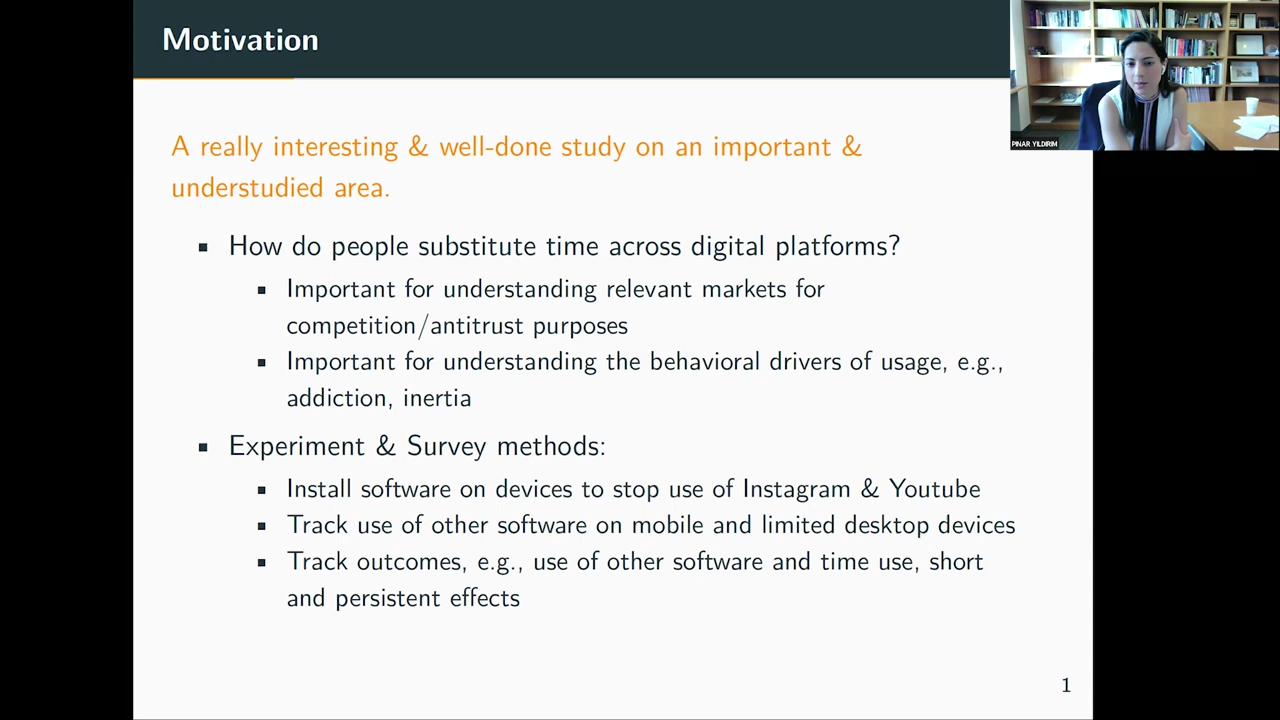 Motivation
A really interesting & well-done study on an important &
understudied area.
How do people substitute time across digital platforms?
Important for understanding relevant markets for
competition/antitrust purposes
Important for understanding the behavioral drivers of usage, e.g.,
addiction, inertia
Experiment & Survey methods:
Install software on devices to stop use of Instagram & Youtube
Track use of other software on mobile and limited desktop devices
Track outcomes, e.g., use of other software and time use, short
and persistent effects
1
PINAR YILDIRIM